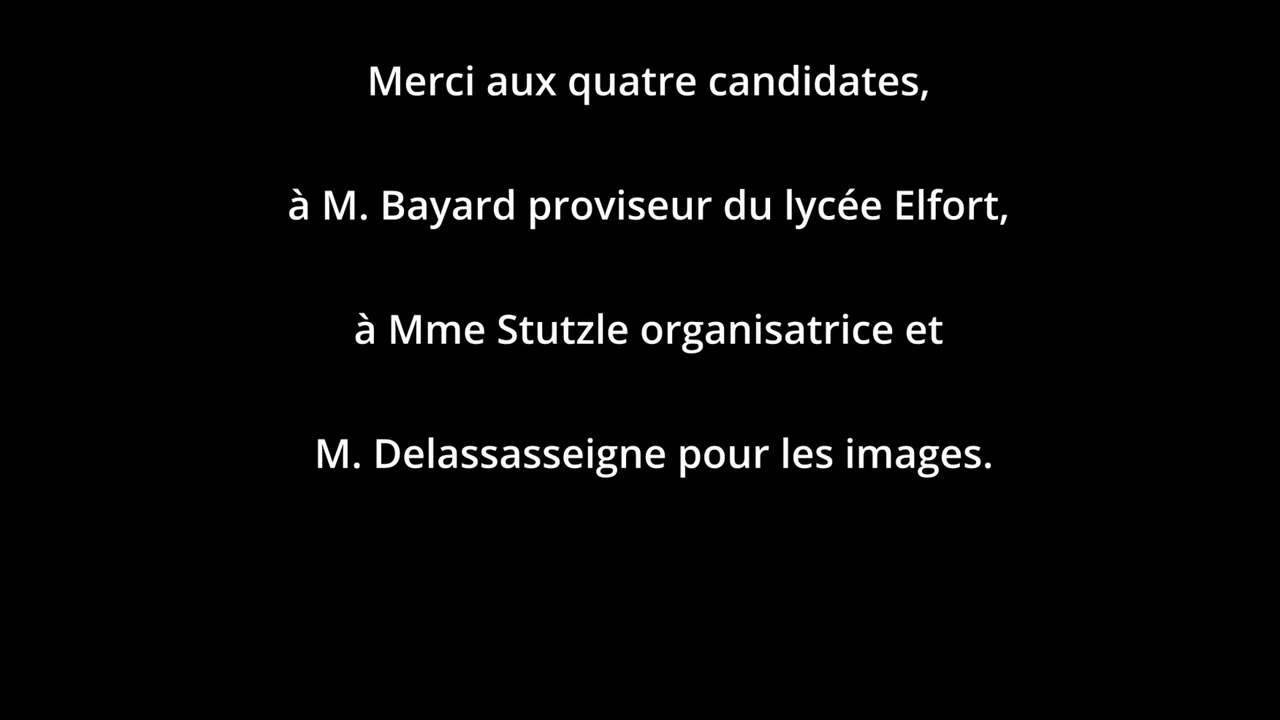 Merci aux quatre candidates,
à M. Bayard proviseur du lycée Elfort,
à Mme Stutzle organisatrice et
M. Delassasseigne pour les images.